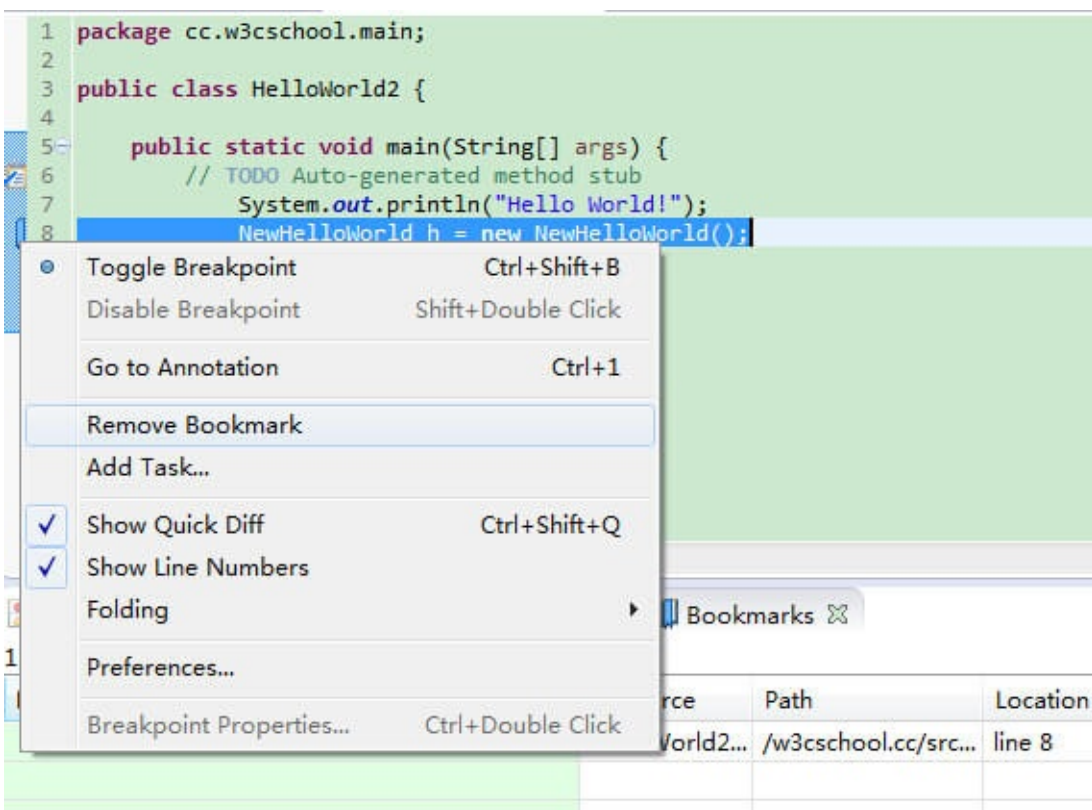 1 package cc.w3cschool.main;
2
3 public class HelloWorld2 {
4
5 public static void main(String[] args) {
6 // TODO Auto-generated method stub
7 System.out.println("Hello World!");
8 NewHelloWorld h = new NewHelloWorld();
Toggle Breakpoint Ctrl+Shift+B
Disable Breakpoint Shift+Double Click
Go to Annotation Ctrl+1
Remove Bookmark
Add Task...
Show Quick Diff Ctrl+Shift+Q
Show Line Numbers
Folding
Bookmarks
1
Preferences...
rce Path Location
Breakpoint Properties... Ctrl+Double Click
World2... /w3cschool.cc/src... line 8